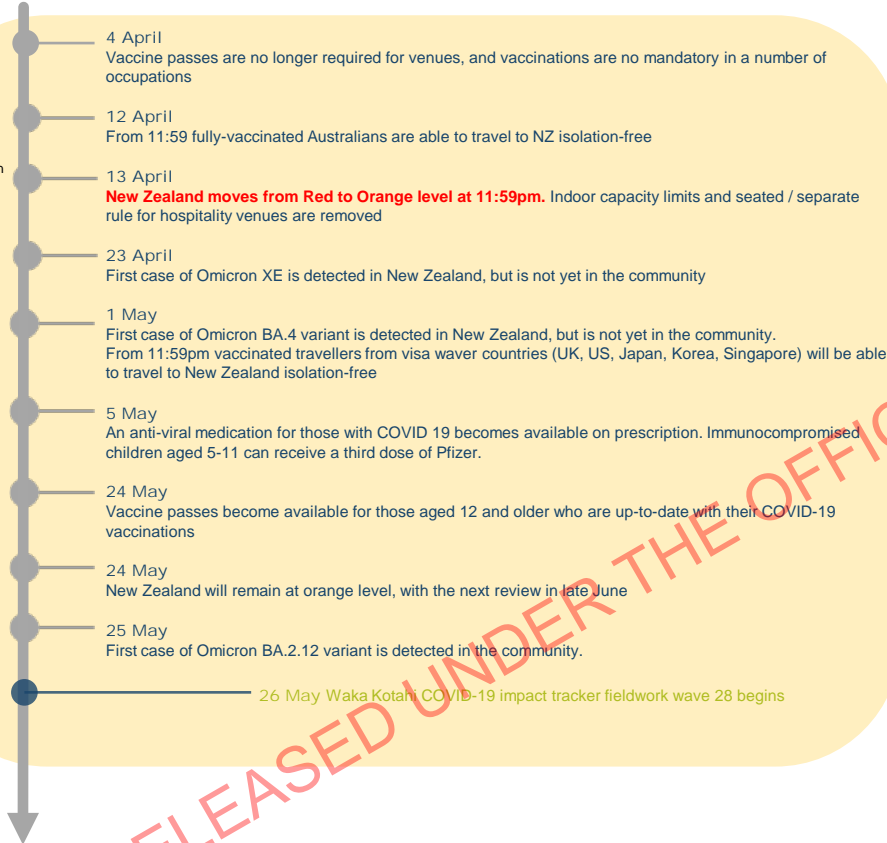 4 April
Vaccine passes are no longer required for venues, and vaccinations are no mandatory in a number of
occupations
12 April
From 11:59 fully-vaccinated Australians are able to travel to NZ isolation-free
n
13 April
New Zealand moves from Red to Orange level at 11:59pm. Indoor capacity limits and seated / separate
rule for hospitality venues are removed
23 April
First case of Omicron XE is detected in New Zealand, but is not yet in the community
1 May
First case of Omicron BA.4 variant is detected in New Zealand, but is not yet in the community.
From 11:59pm vaccinated travellers from visa waver countries (UK, US, Japan, Korea, Singapore) will be able
to travel to New Zealand isolation-free
5 May
An anti-viral medication for those with COVID 19 becomes available on prescription. Immunocompromised
children aged 5-11 can receive a third dose of Pfizer.
24 May
Vaccine passes become available for those aged 12 and older who are up-to-date with their COVID-19
vaccinations
24 May
New Zealand will remain at orange level, with the next review in late June
25 May
First case of Omicron BA.2.12 variant is detected in the community.
26 May Waka Kotahi COVID-19 impact tracker fieldwork wave 28 begins
ELEASED UNDER THE OFFIC